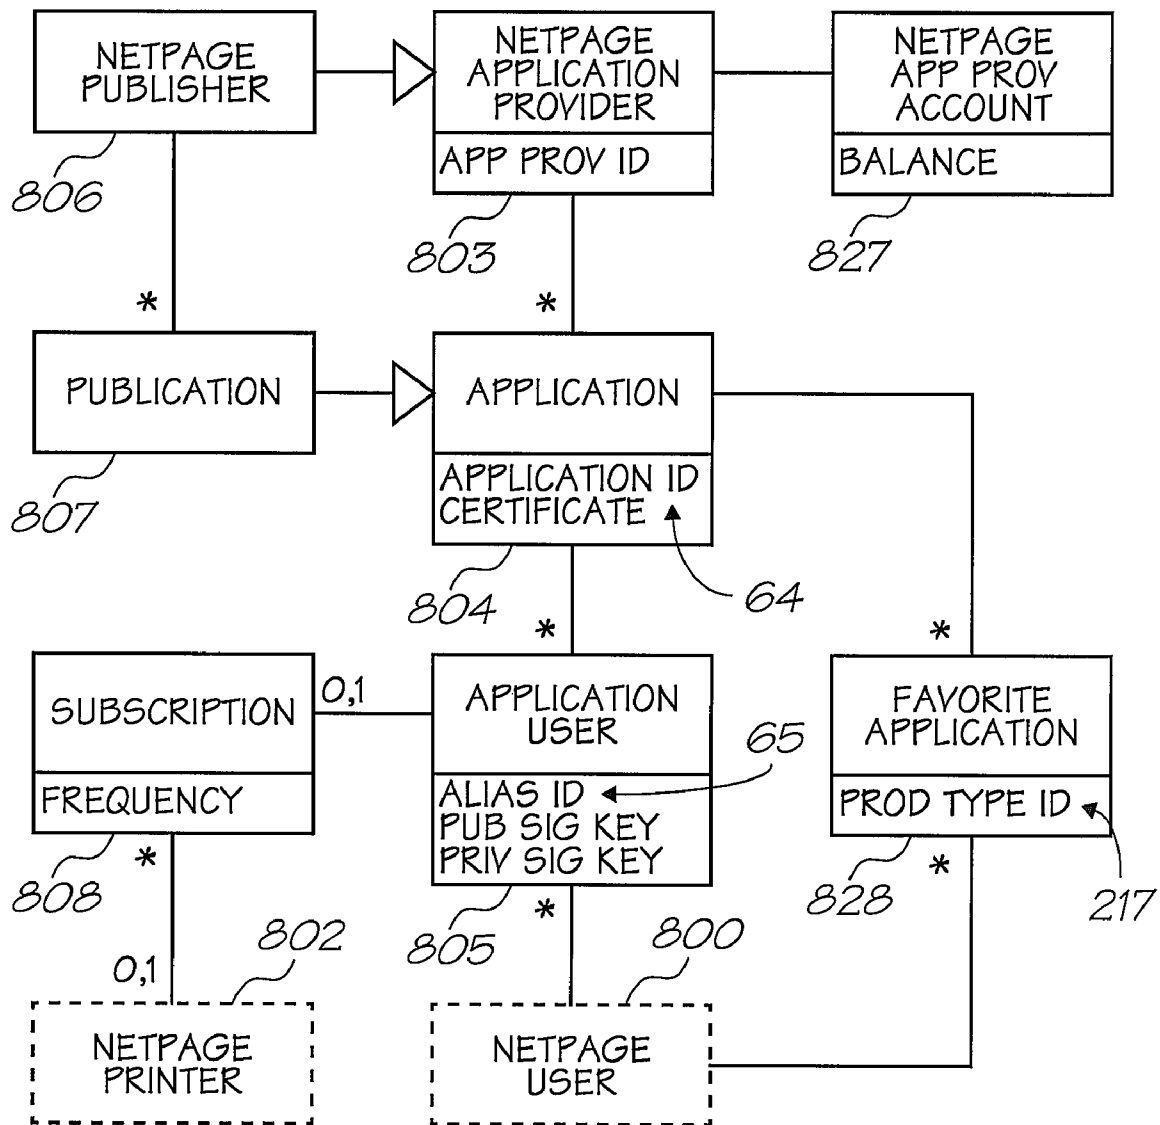 NETPAGE
PUBLISHER
806
NETPAGE
APPLICATION
PROVIDER
APP PROV ID
803
NETPAGE
APP PROV
ACCOUNT
BALANCE
827
*
*
PUBLICATION
807
APPLICATION
APPLICATION ID
CERTIFICATE
804
64
*
*
SUBSCRIPTION
FREQUENCY
808
0,1
APPLICATION
USER
ALIAS ID
PUB SIG KEY
PRIV SIG KEY
805
65
FAVORITE
APPLICATION
PROD TYPE ID
828
217
*
*
*
0,1
802
NETPAGE
PRINTER
800
NETPAGE
USER